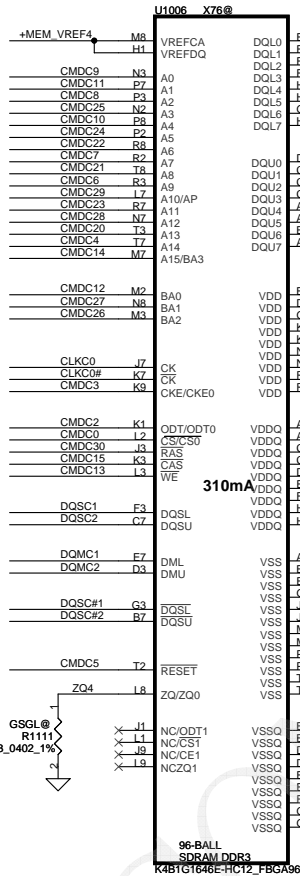 U1006 X76@
+MEM_VREF4 M8 VREFCA DQL0
H1 VREFDQ DQL1
DQL2
CMDC9 N3 A0 DQL3
CMDC11 P7 A1 DQL4
CMDC8 P3 A2 DQL5
CMDC25 N2 A3 DQL6
CMDC10 P8 A4 DQL7
CMDC24 P2 A5
CMDC22 R8 A6
CMDC7 R2 A7 DQU0
CMDC21 T8 A8 DQU1
CMDC6 R3 A9 DQU2
CMDC29 L7 A10/AP DQU3
CMDC23 R7 A11 DQU4
CMDC28 N7 A12 DQU5
CMDC20 T3 A13 DQU6
CMDC4 T7 A14 DQU7
CMDC14 M7 A15/BA3
CMDC12 M2 BA0 VDD
CMDC27 N8 BA1 VDD
CMDC26 M3 BA2 VDD
VDD
VDD
VDD
CLKC0 J7 CK VDD
CLKC0# K7 CK VDD
CMDC3 K9 CKE/CKE0 VDD
CMDC2 K1 ODT/ODT0 VDDQ
CMDC0 L2 CS/CS0 VDDQ
CMDC30 J3 RAS VDDQ
CMDC15 K3 CAS VDDQ
CMDC13 L3 WE VDDQ
310mA VDDQ
VDDQ
DQSC1 F3 DQSL VDDQ
DQSC2 C7 DQSU VDDQ
DQMC1 E7 DML VSS
DQMC2 D3 DMU VSS
VSS
VSS
DQSC#1 G3 DQSL VSS
DQSC#2 B7 DQSU VSS
VSS
VSS
VSS
CMDC5 T2 RESET VSS
VSS
ZQ4 L8 ZQ/ZQ0 VSS
1
GSGL@
R1111
_0402_1%
2
J1 NC/ODT1 VSSQ
L1 NC/CS1 VSSQ
J9 NC/CE1 VSSQ
L9 NCZQ1 VSSQ
VSSQ
VSSQ
VSSQ
VSSQ
VSSQ
96-BALL
SDRAM DDR3
K4B1G1646E-HC12_FBGA96